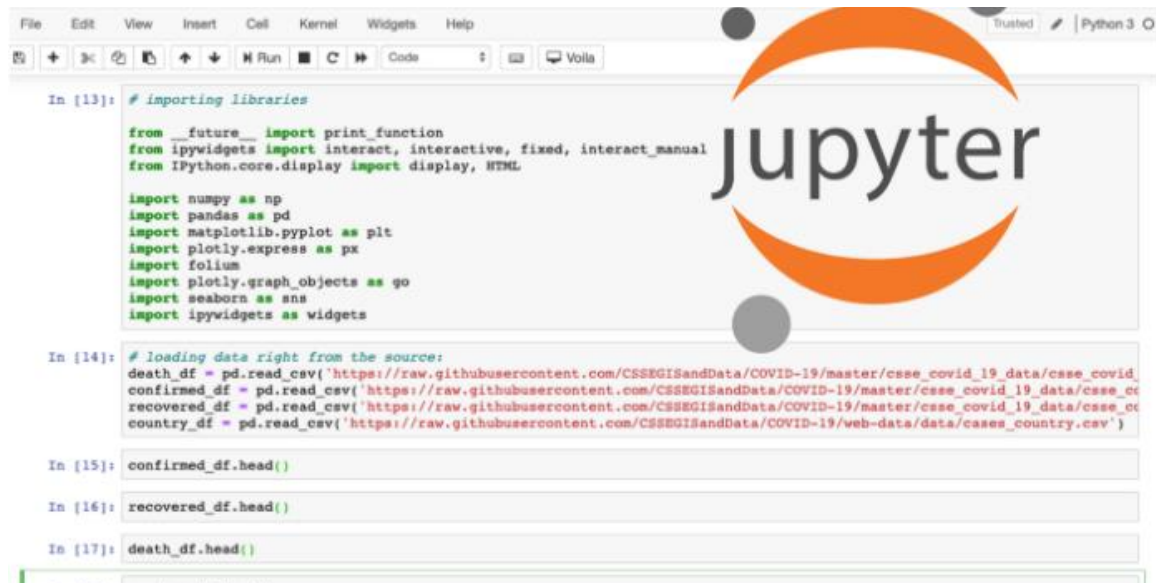 File Edit View Insert Cell Kernel Widgets Help Trusted Python 3
Run Code Voila
jupyter
In [13]: # importing libraries
from __future__ import print_function
from ipywidgets import interact, interactive, fixed, interact_manual
from IPython.core.display import display, HTML
import numpy as np
import pandas as pd
import matplotlib.pyplot as plt
import plotly.express as px
import folium
import plotly.graph_objects as go
import seaborn as sns
import ipywidgets as widgets
In [14]: # loading data right from the source:
death_df = pd.read_csv('https://raw.githubusercontent.com/CSSEGISandData/COVID-19/master/csse_covid_19_data/csse_covid_
confirmed_df = pd.read_csv('https://raw.githubusercontent.com/CSSEGISandData/COVID-19/master/csse_covid_19_data/csse_co
recovered_df = pd.read_csv('https://raw.githubusercontent.com/CSSEGISandData/COVID-19/master/csse_covid_19_data/csse_co
country_df = pd.read_csv('https://raw.githubusercontent.com/CSSEGISandData/COVID-19/web-data/data/cases_country.csv')
In [15]: confirmed_df.head()
In [16]: recovered_df.head()
In [17]: death_df.head()